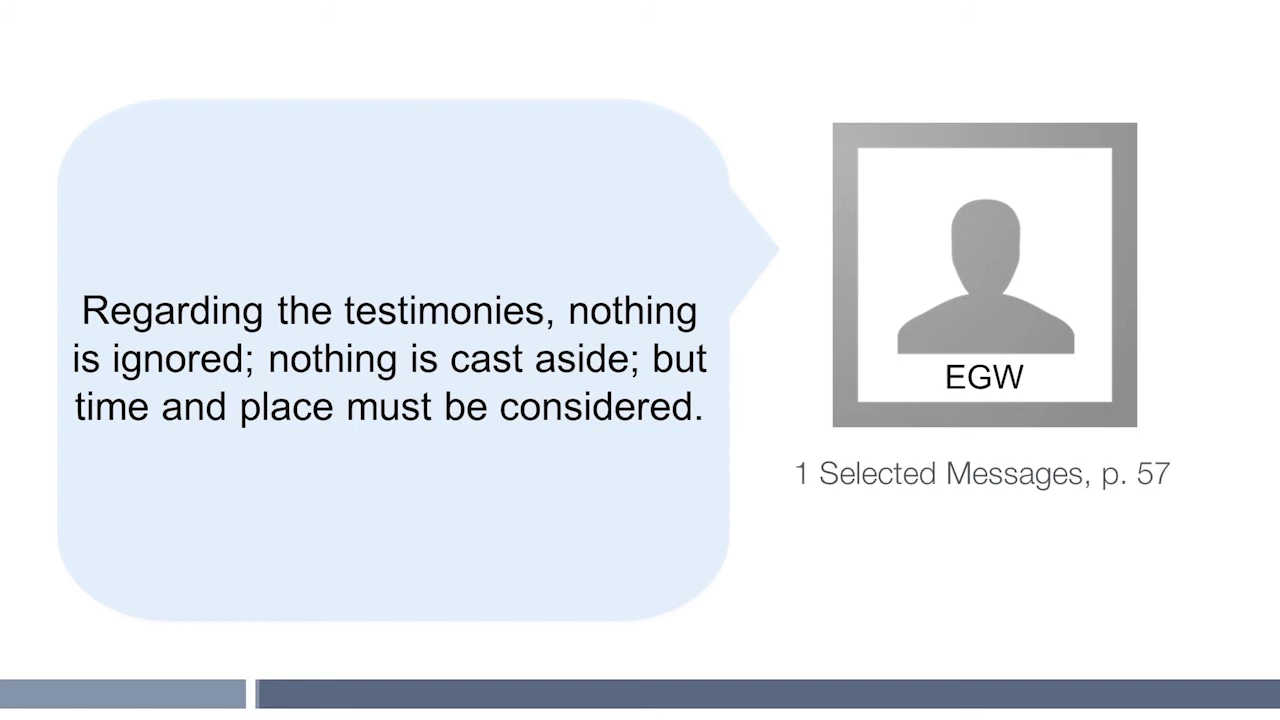 Regarding the testimonies, nothing
is ignored; nothing is cast aside; but
time and place must be considered.
EGW
1 Selected Messages, p. 57